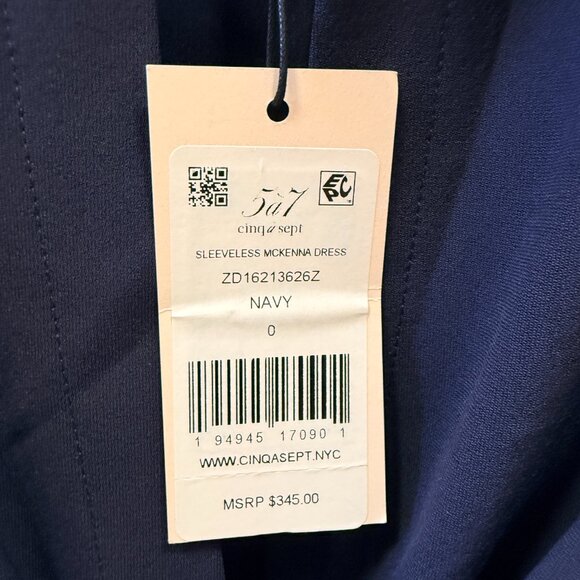 5à7
EPC
cinq à sept
SLEEVELESS MCKENNA DRESS
ZD16213626Z
NAVY
0
1 94945 17090 1
WWW.CINQASEPT.NYC
MSRP $345.00